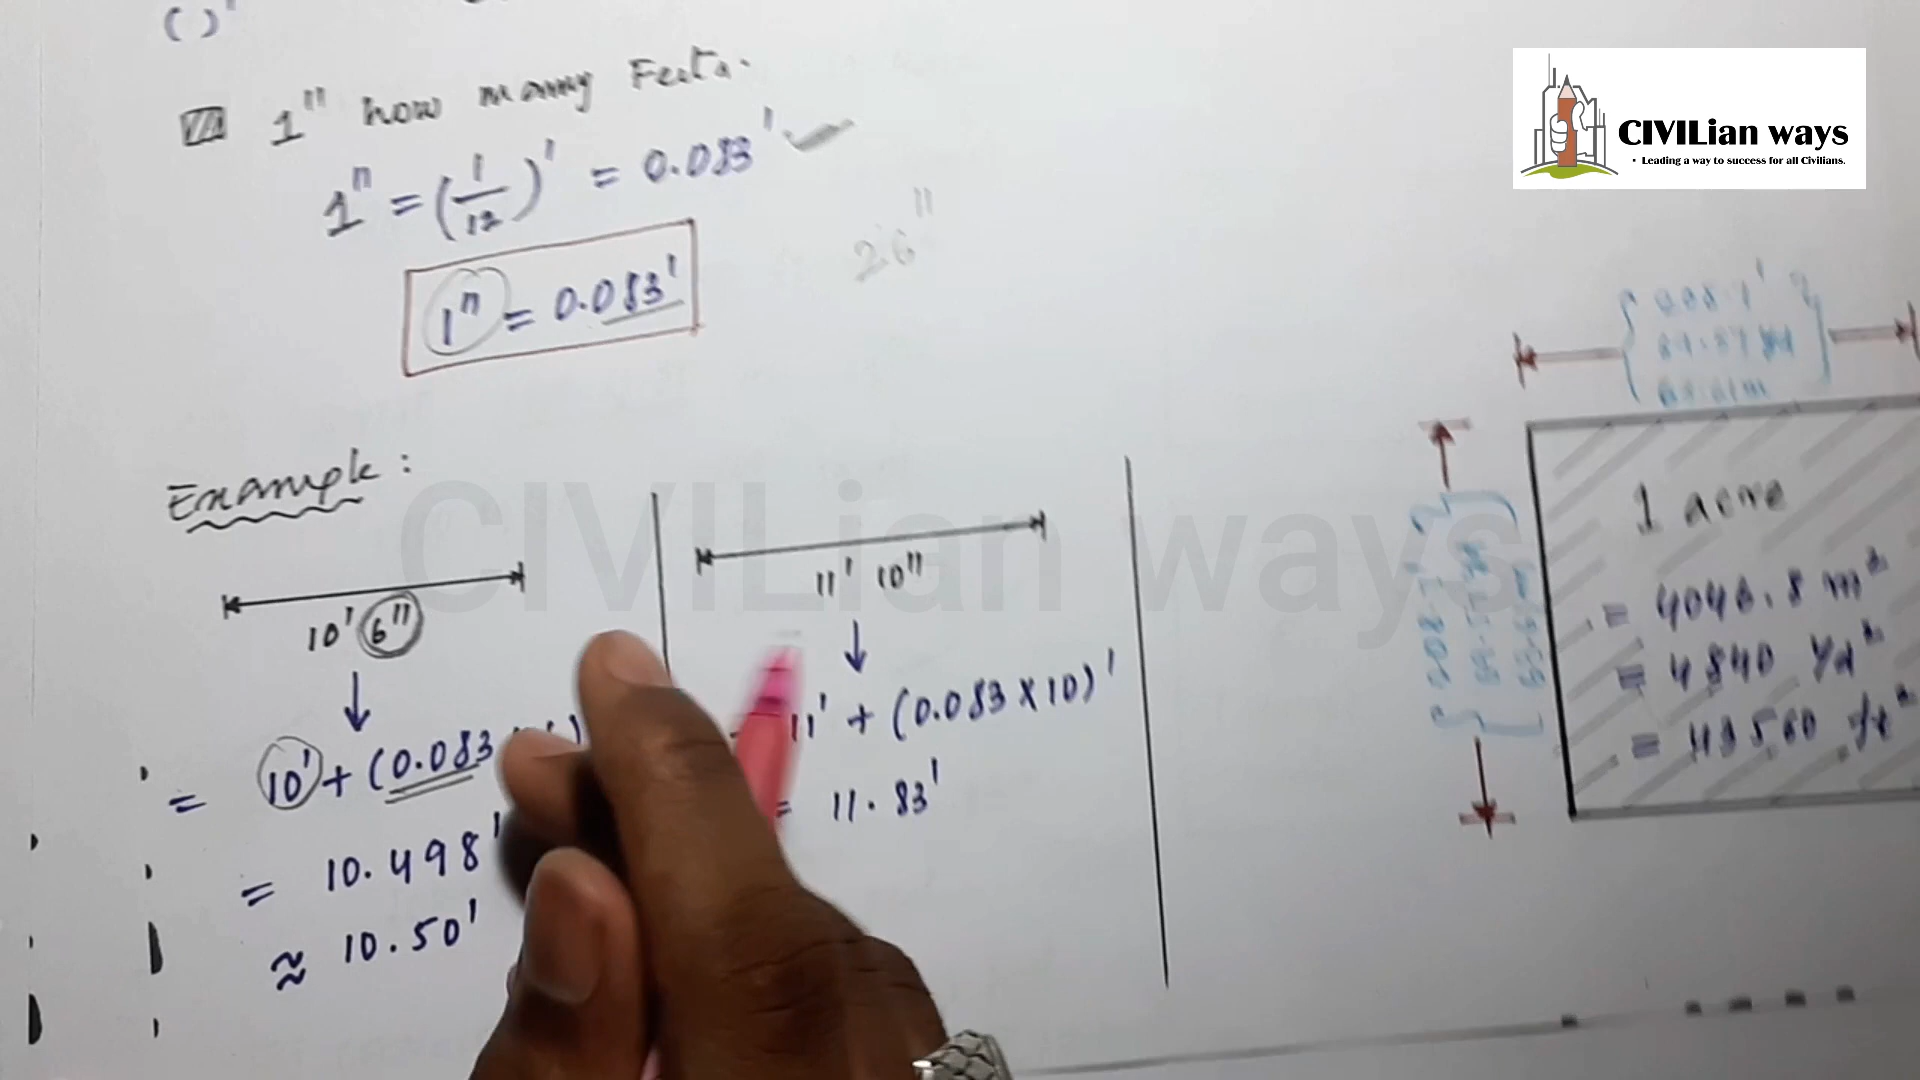 ( )'
1" how many Feets.
1" = (1/12)' = 0.083'
26"
1" = 0.083'
Example:
10' 6"
= 10' + (0.083
= 10.498'
≈ 10.50'
11' 10"
11' + (0.083 x 10)'
= 11.83'
1 acre
= 4046.8 m²
= 4840 Yd²
= 43560 ft²
CIVILian ways
• Leading a way to success for all Civilians.
CIVILian ways